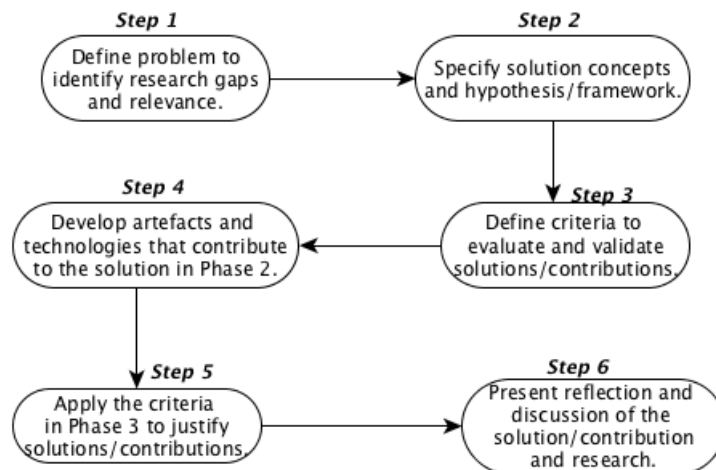 Step 1
Define problem to
identify research gaps
and relevance.
Step 2
Specify solution concepts
and hypothesis/framework.
Step 3
Define criteria to
evaluate and validate
solutions/contributions.
Step 4
Develop artefacts and
technologies that contribute
to the solution in Phase 2.
Step 5
Apply the criteria
in Phase 3 to justify
solutions/contributions.
Step 6
Present reflection and
discussion of the
solution/contribution
and research.